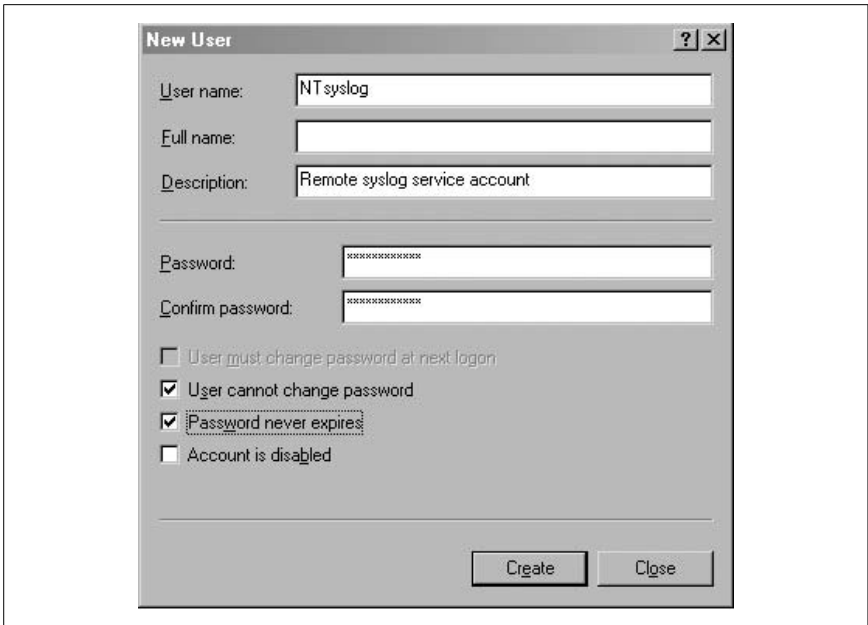 New User
User name: NTsyslog
Full name:
Description: Remote syslog service account
Password: ************
Confirm password: ************
User must change password at next logon
User cannot change password
Password never expires
Account is disabled
Create Close